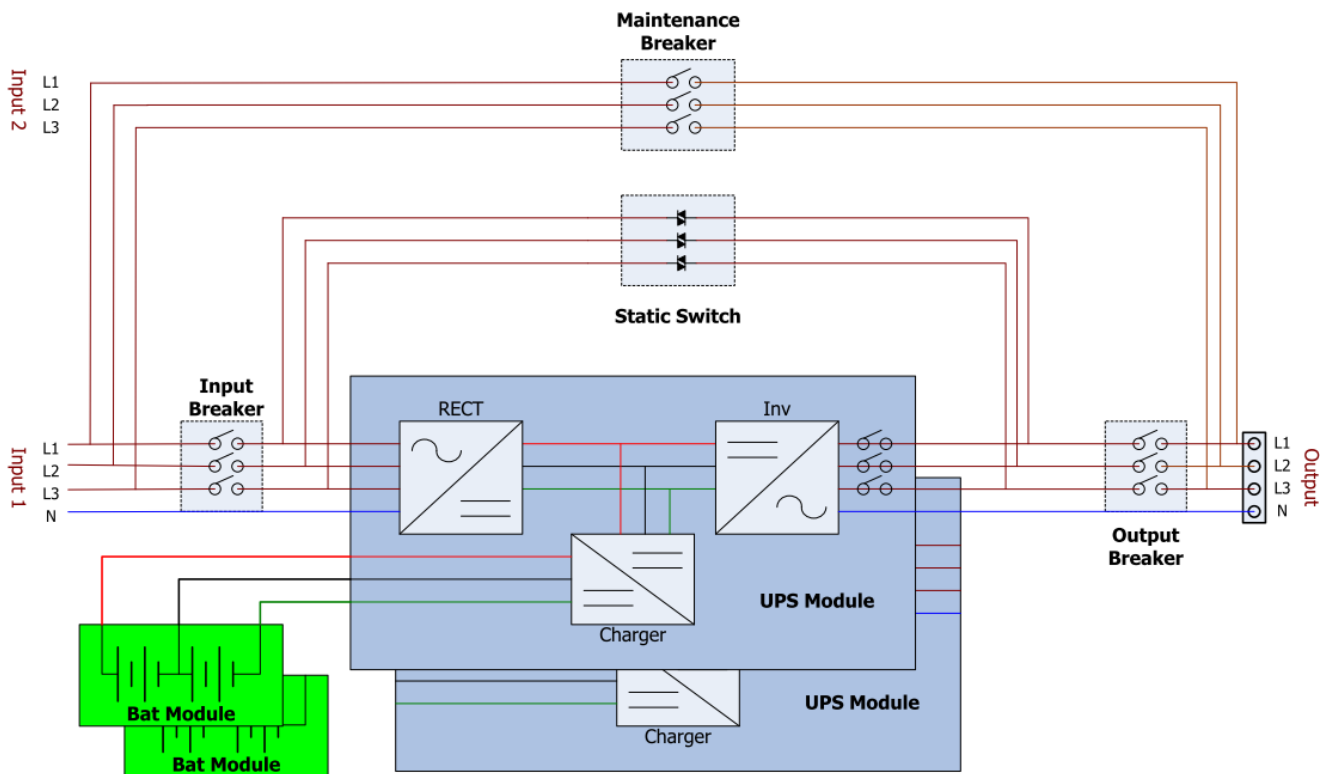 Maintenance
Breaker
Input 2
L1
L2
L3
Static Switch
Input
Breaker
RECT
Inv
Input 1
L1
L2
L3
N
L1
L2
L3
N
Output
Output
Breaker
UPS Module
Charger
UPS Module
Charger
Bat Module
Bat Module